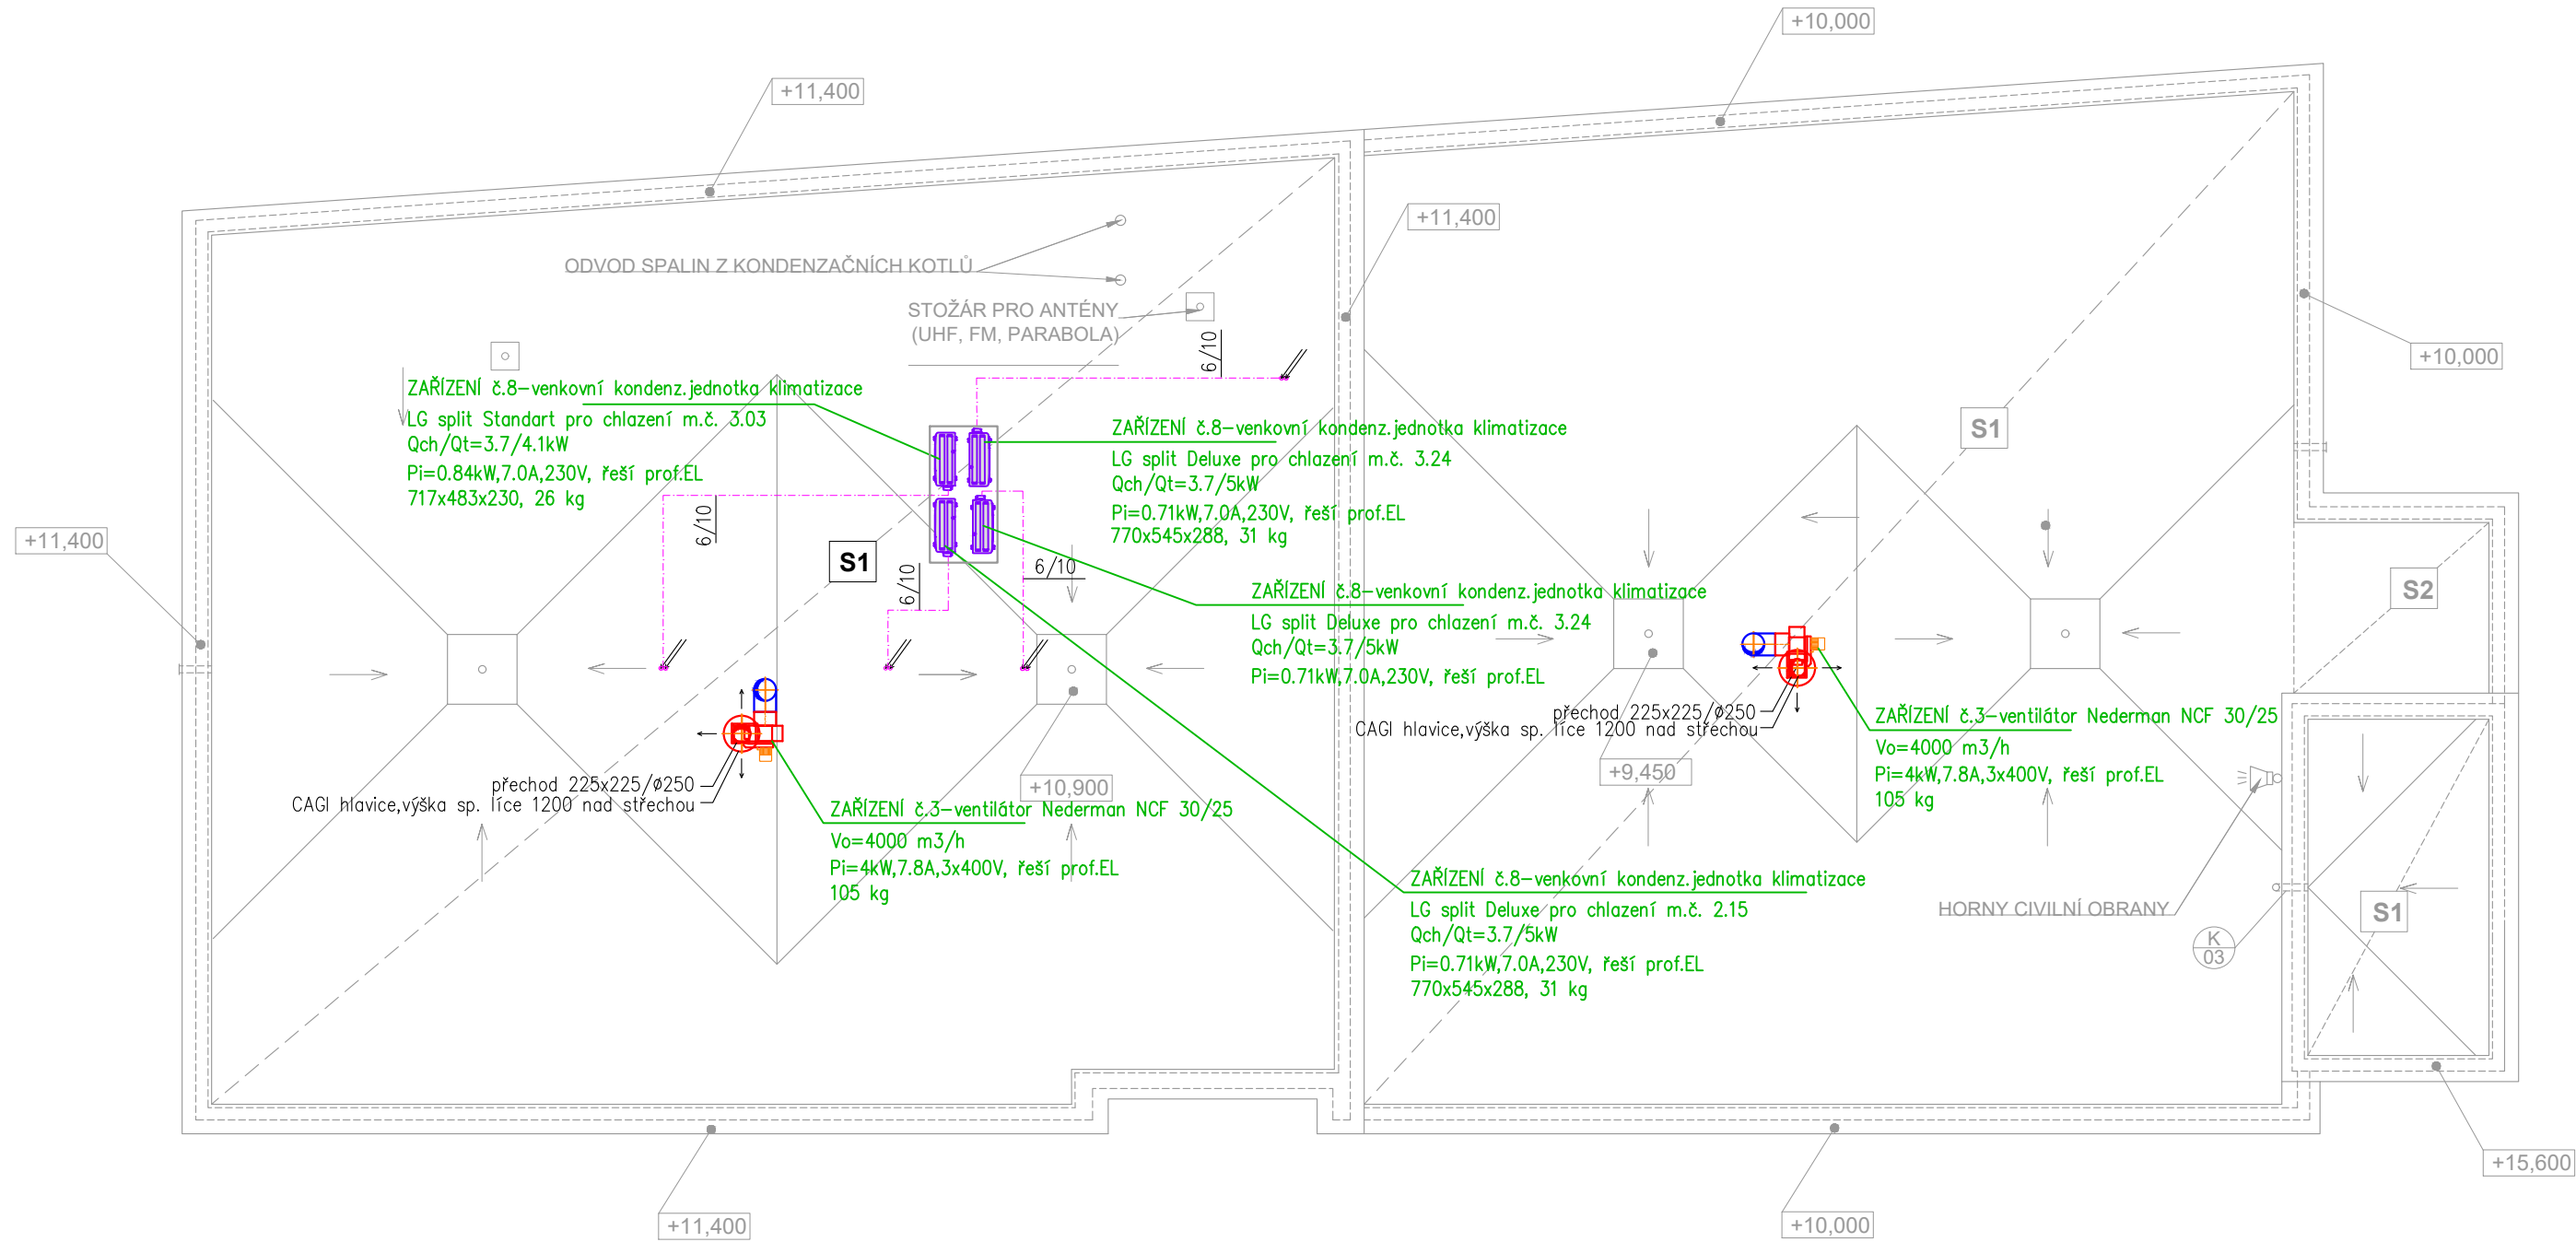 +10,000
+11,400
+11,400
ODVOD SPALIN Z KONDENZAČNÍCH KOTLŮ
STOŽÁR PRO ANTÉNY
(UHF, FM, PARABOLA)
6/10
+10,000
ZAŘÍZENÍ č.8-venkovní kondenz.jednotka klimatizace
LG split Standart pro chlazení m.č. 3.03
Qch/Qt=3.7/4.1kW
Pi=0.84kW,7.0A,230V, řeší prof.EL
717x483x230, 26 kg
ZAŘÍZENÍ č.8-venkovní kondenz.jednotka klimatizace
LG split Deluxe pro chlazení m.č. 3.24
Qch/Qt=3.7/5kW
Pi=0.71kW,7.0A,230V, řeší prof.EL
770x545x288, 31 kg
S1
+11,400
6/10
S1
6/10
6/10
S2
ZAŘÍZENÍ č.8-venkovní kondenz.jednotka klimatizace
LG split Deluxe pro chlazení m.č. 3.24
Qch/Qt=3.7/5kW
Pi=0.71kW,7.0A,230V, řeší prof.EL
přechod 225x225/ø250
CAGI hlavice,výška sp. líce 1200 nad střechou
ZAŘÍZENÍ č.3-ventilátor Nederman NCF 30/25
Vo=4000 m3/h
Pi=4kW,7.8A,3x400V, řeší prof.EL
105 kg
+9,450
přechod 225x225/ø250
CAGI hlavice,výška sp. líce 1200 nad střechou
+10,900
ZAŘÍZENÍ č.3-ventilátor Nederman NCF 30/25
Vo=4000 m3/h
Pi=4kW,7.8A,3x400V, řeší prof.EL
105 kg
ZAŘÍZENÍ č.8-venkovní kondenz.jednotka klimatizace
LG split Deluxe pro chlazení m.č. 2.15
Qch/Qt=3.7/5kW
Pi=0.71kW,7.0A,230V, řeší prof.EL
770x545x288, 31 kg
HORNY CIVILNÍ OBRANY
S1
K
03
+15,600
+11,400
+10,000